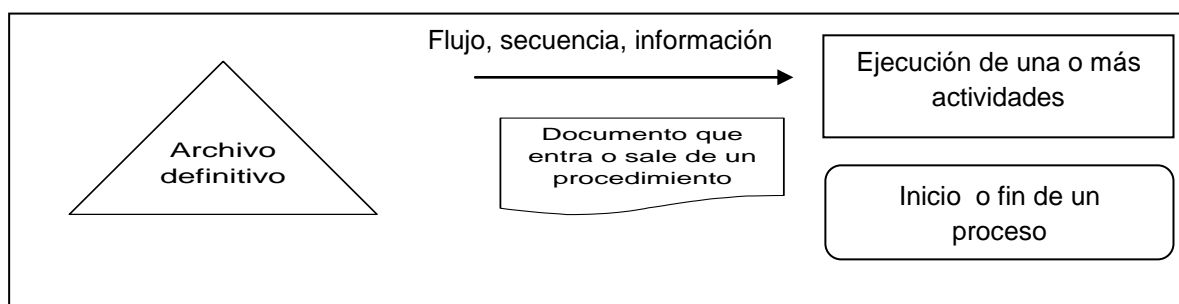 Flujo, secuencia, información
Archivo
definitivo
Documento que
entra o sale de un
procedimiento
Ejecución de una o más
actividades
Inicio o fin de un
proceso